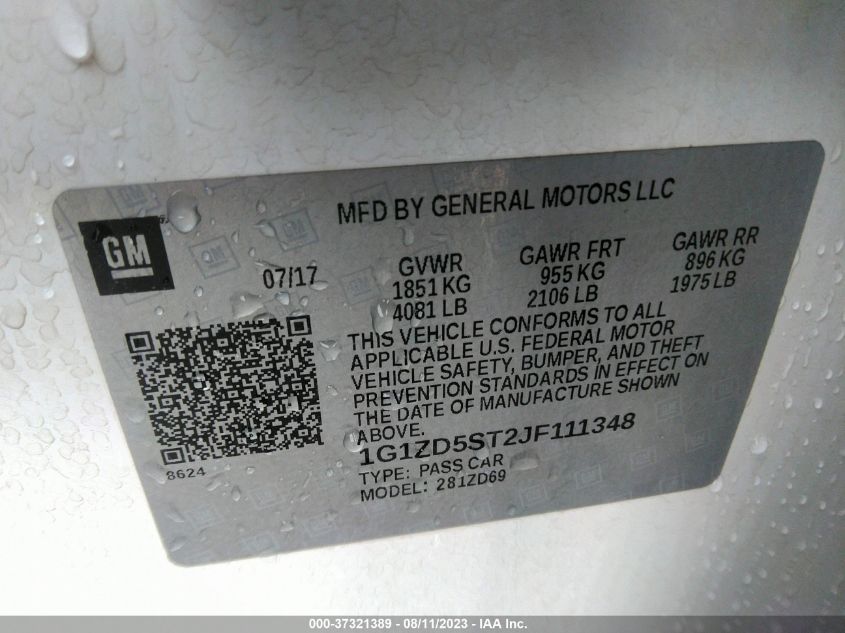 MFD BY GENERAL MOTORS LLC
GM
07/17
GVWR
1851 KG
4081 LB
GAWR FRT
955 KG
2106 LB
GAWR RR
896 KG
1975 LB
THIS VEHICLE CONFORMS TO ALL
APPLICABLE U.S. FEDERAL MOTOR
VEHICLE SAFETY, BUMPER, AND THEFT
PREVENTION STANDARDS IN EFFECT ON
THE DATE OF MANUFACTURE SHOWN
ABOVE.
1G1ZD5ST2JF111348
TYPE: PASS CAR
MODEL: 281ZD69
8624
000-37321389 - 08/11/2023 - IAA Inc.